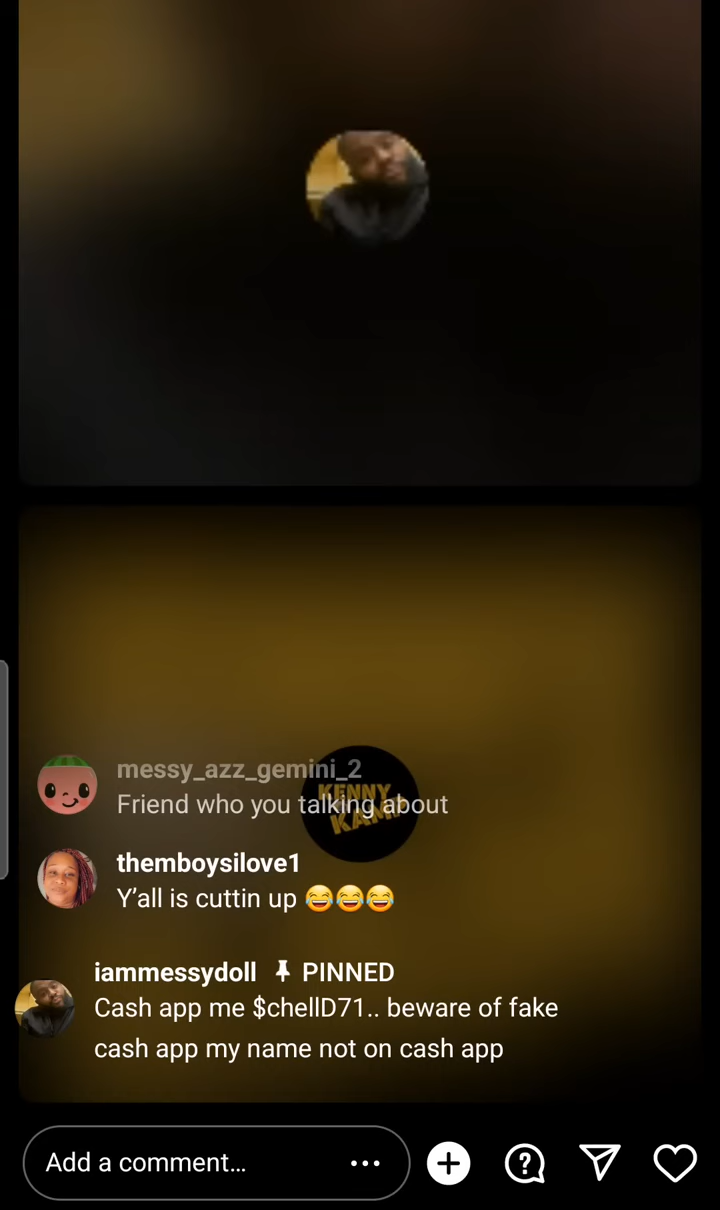 messy_azz_gemini_2
Friend who you talking about
KENNY
themboysilove1
Y’all is cuttin up 😂😂😂
iammessydoll PINNED
Cash app me $chellD71.. beware of fake
cash app my name not on cash app
Add a comment…